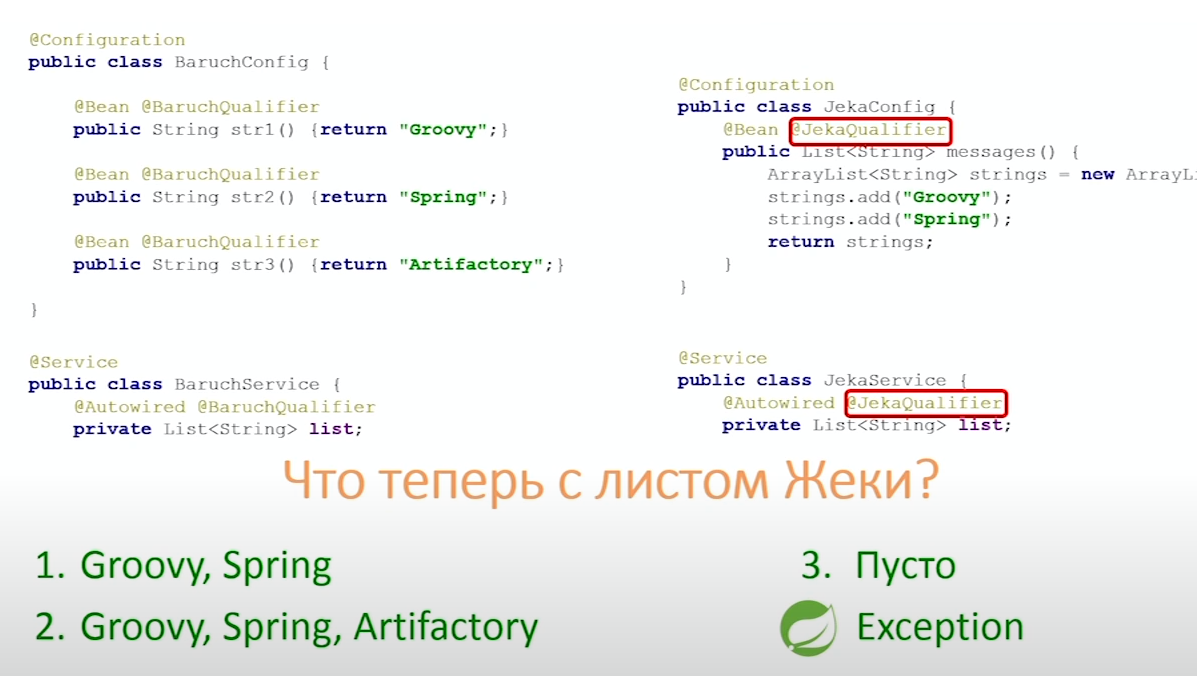 @Configuration
public class BaruchConfig {
@Bean @BaruchQualifier
public String str1() {return "Groovy";}
@Bean @BaruchQualifier
public String str2() {return "Spring";}
@Bean @BaruchQualifier
public String str3() {return "Artifactory";}
}
@Service
public class BaruchService {
@Autowired @BaruchQualifier
private List<String> list;
@Configuration
public class JekaConfig {
@Bean @JekaQualifier
public List<String> messages() {
ArrayList<String> strings = new ArrayLi
strings.add("Groovy");
strings.add("Spring");
return strings;
}
}
@Service
public class JekaService {
@Autowired @JekaQualifier
private List<String> list;
Что теперь с листом Жеки?
1. Groovy, Spring
2. Groovy, Spring, Artifactory
3. Пусто
Exception